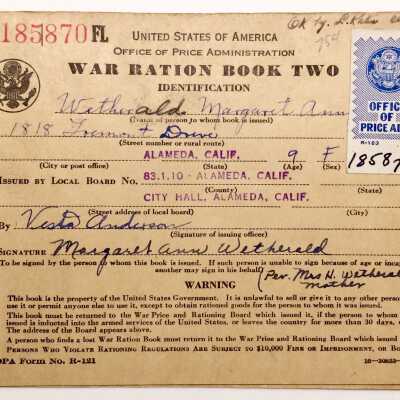 185870 FL
OK by
254
UNITED STATES OF AMERICA
OFFICE OF PRICE ADMINISTRATION
WAR RATION BOOK TWO
IDENTIFICATION
OFFICE
OF
PRICE AD
R-103
18587
Wetherald, Margaret Ann
(Name of person to whom book is issued)
1818 Fremont Drive
(Street number or rural route)
ALAMEDA, CALIF. 9 F
(City or post office) (State) (Age) (Sex)
ISSUED BY LOCAL BOARD NO. 83.1.10 - ALAMEDA, CALIF.
(County) (State)
CITY HALL, ALAMEDA, CALIF.
(Street address of local board) (City) (State)
By Vesta Anderson
(Signature of issuing officer)
SIGNATURE Margaret Ann Wetherald
(To be signed by the person to whom this book is issued. If such person is unable to sign because of age or incap
another may sign in his behalf)
(Per. Mrs H. Wetheral
mother
WARNING
This book is the property of the United States Government. It is unlawful to sell or give it to any other perso
use it or permit anyone else to use it, except to obtain rationed goods for the person to whom it was issued.
This book must be returned to the War Price and Rationing Board which issued it, if the person to whom
issued is inducted into the armed services of the United States, or leaves the country for more than 30 days, o
The address of the Board appears above.
A person who finds a lost War Ration Book must return it to the War Price and Rationing Board which issued
PERSONS WHO VIOLATE RATIONING REGULATIONS ARE SUBJECT TO $10,000 FINE OR IMPRISONMENT, OR BO
OPA Form No. R-121